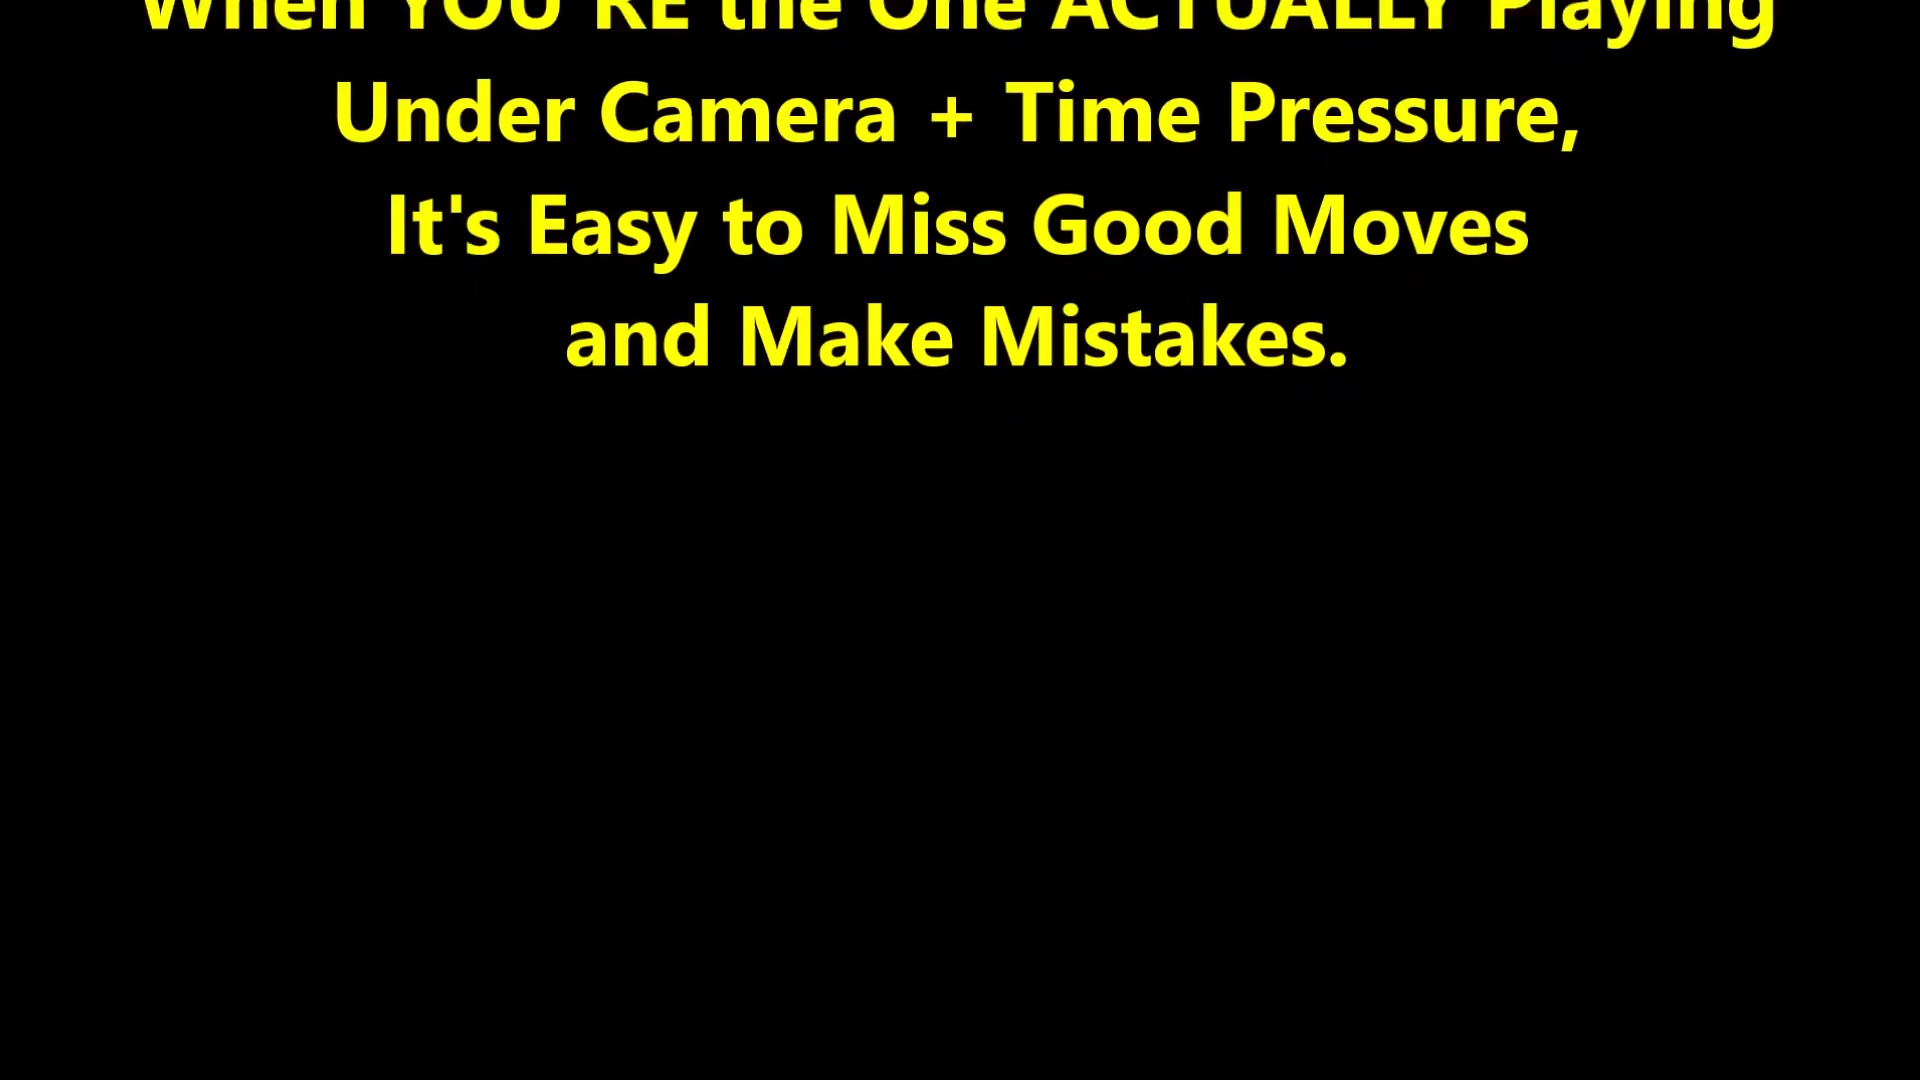 When YOU'RE the One ACTUALLY Playing
Under Camera + Time Pressure,
It's Easy to Miss Good Moves
and Make Mistakes.